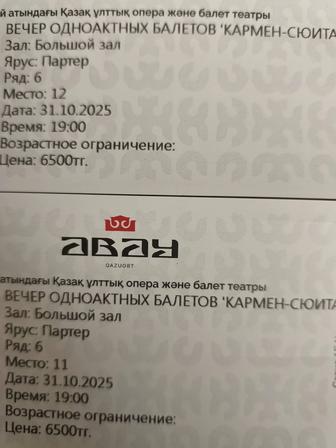 атындағы Қазақ ұлттық опера және балет театры
ВЕЧЕР ОДНОАКТНЫХ БАЛЕТОВ 'КАРМЕН-СЮИТА
Зал: Большой зал
Ярус: Партер
Ряд: 6
Место: 12
Дата: 31.10.2025
Время: 19:00
Возрастное ограничение:
Цена: 6500тг.
ABAY
QAZUOBT
атындағы Қазақ ұлттық опера және балет театры
ВЕЧЕР ОДНОАКТНЫХ БАЛЕТОВ 'КАРМЕН-СЮИТА
Зал: Большой зал
Ярус: Партер
Ряд: 6
Место: 11
Дата: 31.10.2025
Время: 19:00
Возрастное ограничение:
Цена: 6500тг.